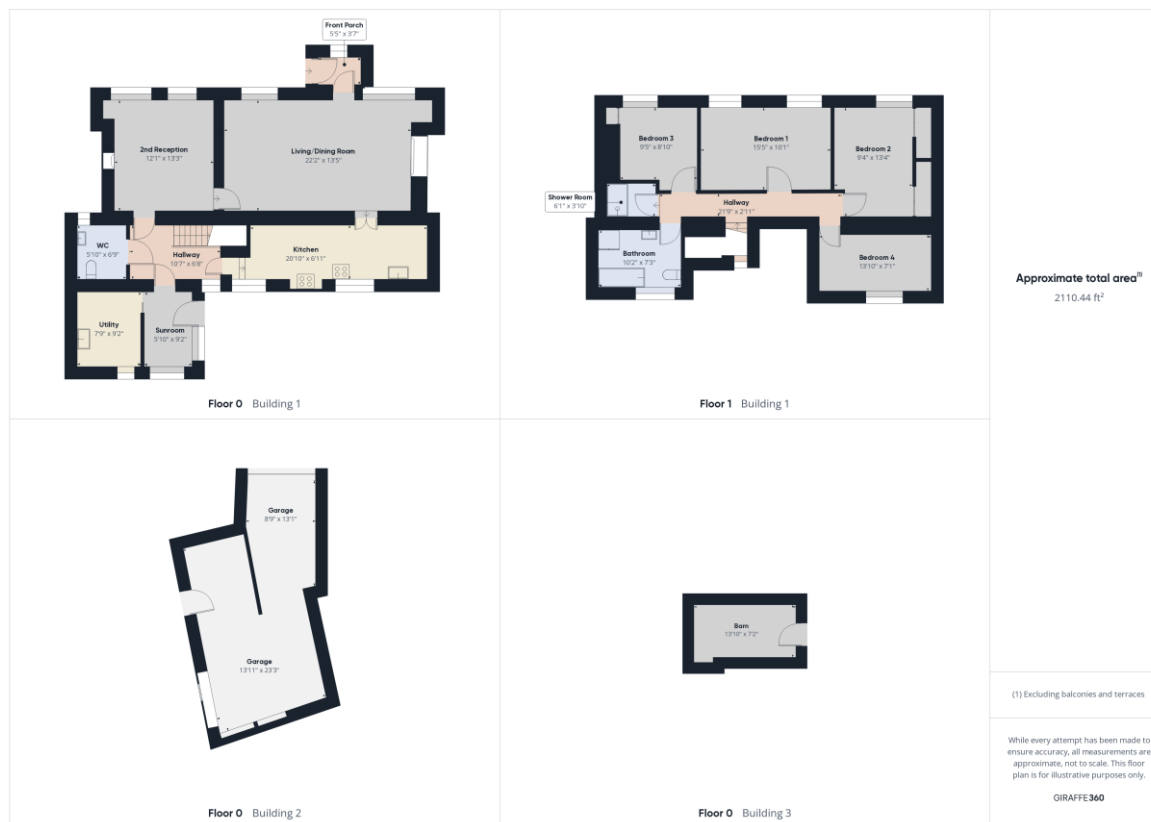 Front Porch
5'5" x 3'7"
2nd Reception
12'1" x 13'3"
Living/Dining Room
22'2" x 13'5"
WC
5'10" x 6'9"
Hallway
10'7" x 6'8"
Kitchen
20'10" x 6'11"
Utility
7'9" x 9'2"
Sunroom
5'10" x 9'2"
Floor 0 Building 1
Bedroom 3
9'5" x 8'10"
Bedroom 1
15'5" x 10'1"
Bedroom 2
9'4" x 13'4"
Shower Room
6'1" x 3'10"
Hallway
21'9" x 2'11"
Bathroom
10'2" x 7'3"
Bedroom 4
13'10" x 7'1"
Floor 1 Building 1
Approximate total area(1)
2110.44 ft²
Garage
8'9" x 13'1"
Garage
13'11" x 23'3"
Floor 0 Building 2
Barn
13'10" x 7'2"
Floor 0 Building 3
(1) Excluding balconies and terraces
While every attempt has been made to
ensure accuracy, all measurements are
approximate, not to scale. This floor
plan is for illustrative purposes only.
GIRAFFE360